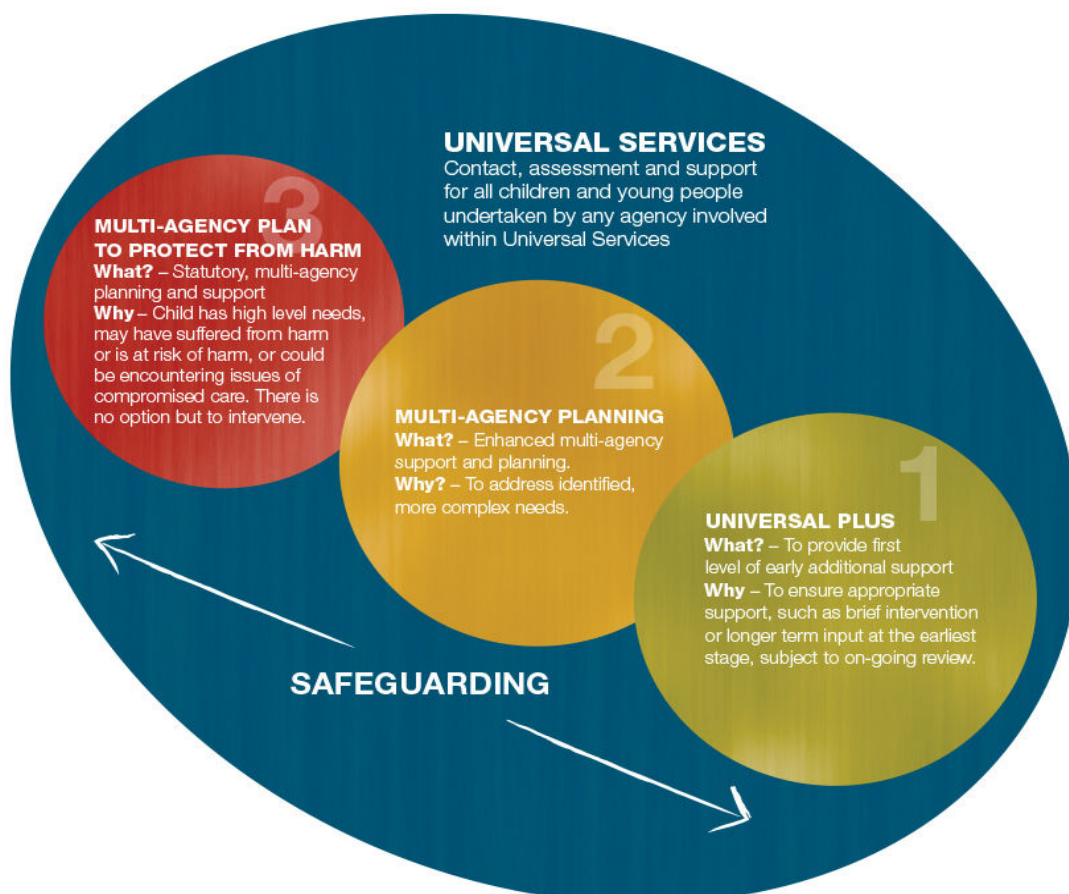 UNIVERSAL SERVICES
Contact, assessment and support
for all children and young people
undertaken by any agency involved
within Universal Services
3
MULTI-AGENCY PLAN
TO PROTECT FROM HARM
What? – Statutory, multi-agency
planning and support
Why – Child has high level needs,
may have suffered from harm
or is at risk of harm, or could
be encountering issues of
compromised care. There is
no option but to intervene.
2
MULTI-AGENCY PLANNING
What? – Enhanced multi-agency
support and planning.
Why? – To address identified,
more complex needs.
1
UNIVERSAL PLUS
What? – To provide first
level of early additional support
Why – To ensure appropriate
support, such as brief intervention
or longer term input at the earliest
stage, subject to on-going review.
SAFEGUARDING